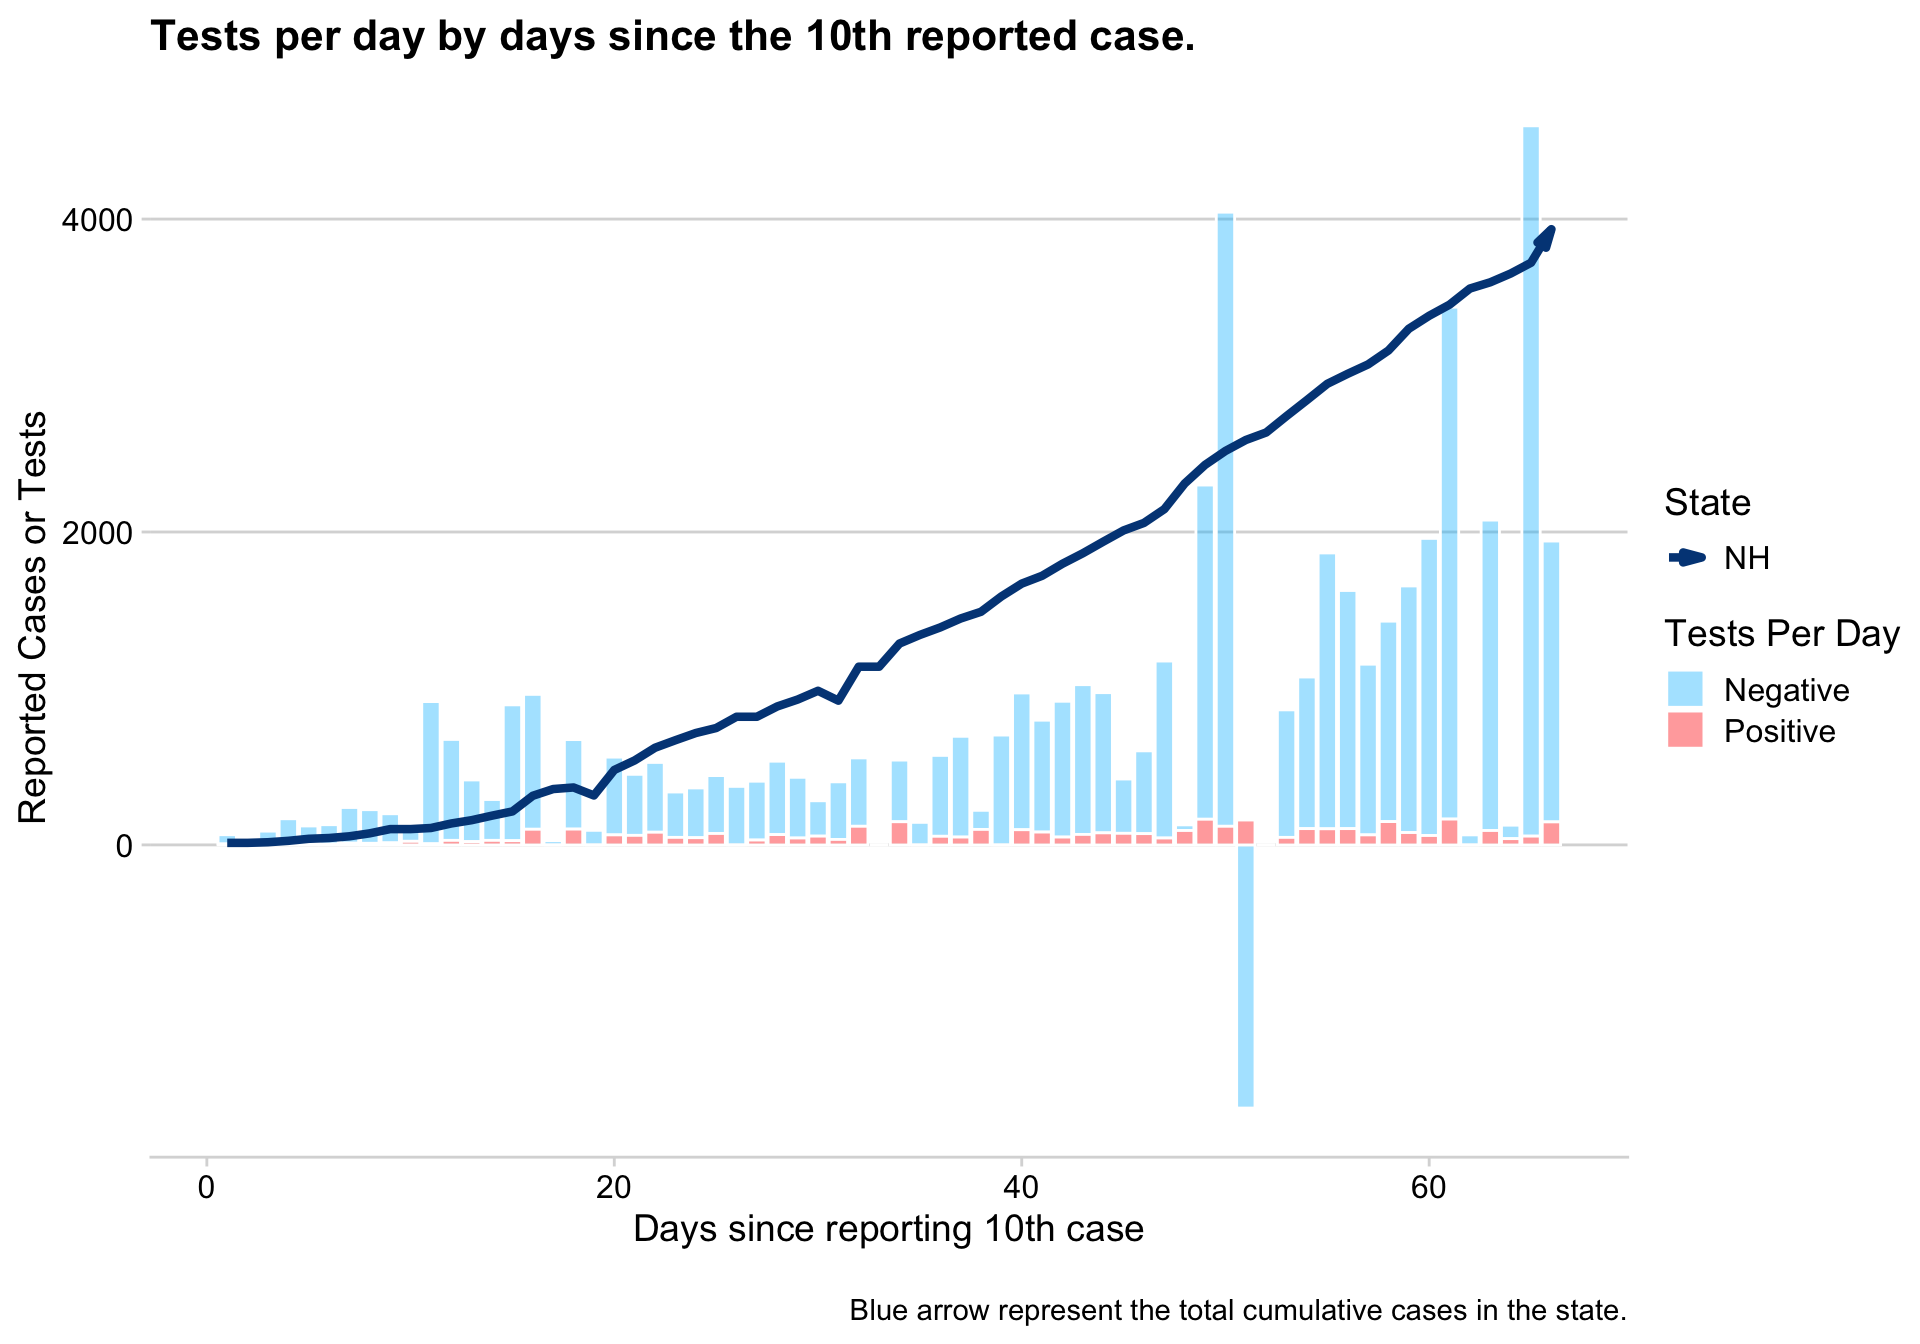 Tests per day by days since the 10th reported case.
4000
2000
0
Reported Cases or Tests
0
20
40
60
Days since reporting 10th case
State
NH
Tests Per Day
Negative
Positive
Blue arrow represent the total cumulative cases in the state.